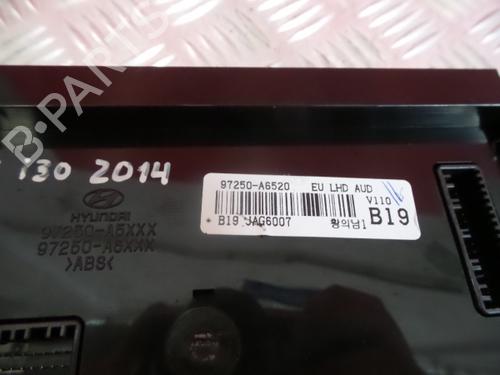 B-PARTS
i30 2014
HYUNDAI
97250-A5XXX
97250-A6XXX
>ABS<
97250-A6520 EU LHD AUD
V110
B19 JAG6007 황의남1 B19